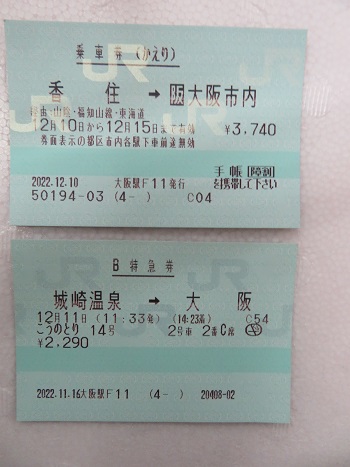 乗車券(かえり)
香住 → 阪大阪市内
経由:山陰・福知山線・東海道
12月10日から12月15日まで有効 ¥3,740
券面表示の都区市内各駅下車前途無効
手帳[障割]
を携帯して下さい
2022.12.10 大阪駅F11発行
50194-03 (4- ) C04
B特急券
城崎温泉 → 大阪
12月11日 (11:33発) (14:23着) C54
こうのとり 14号 2号車 2番C席
¥2,290
2022.11.16大阪駅F11 (4- ) 20408-02